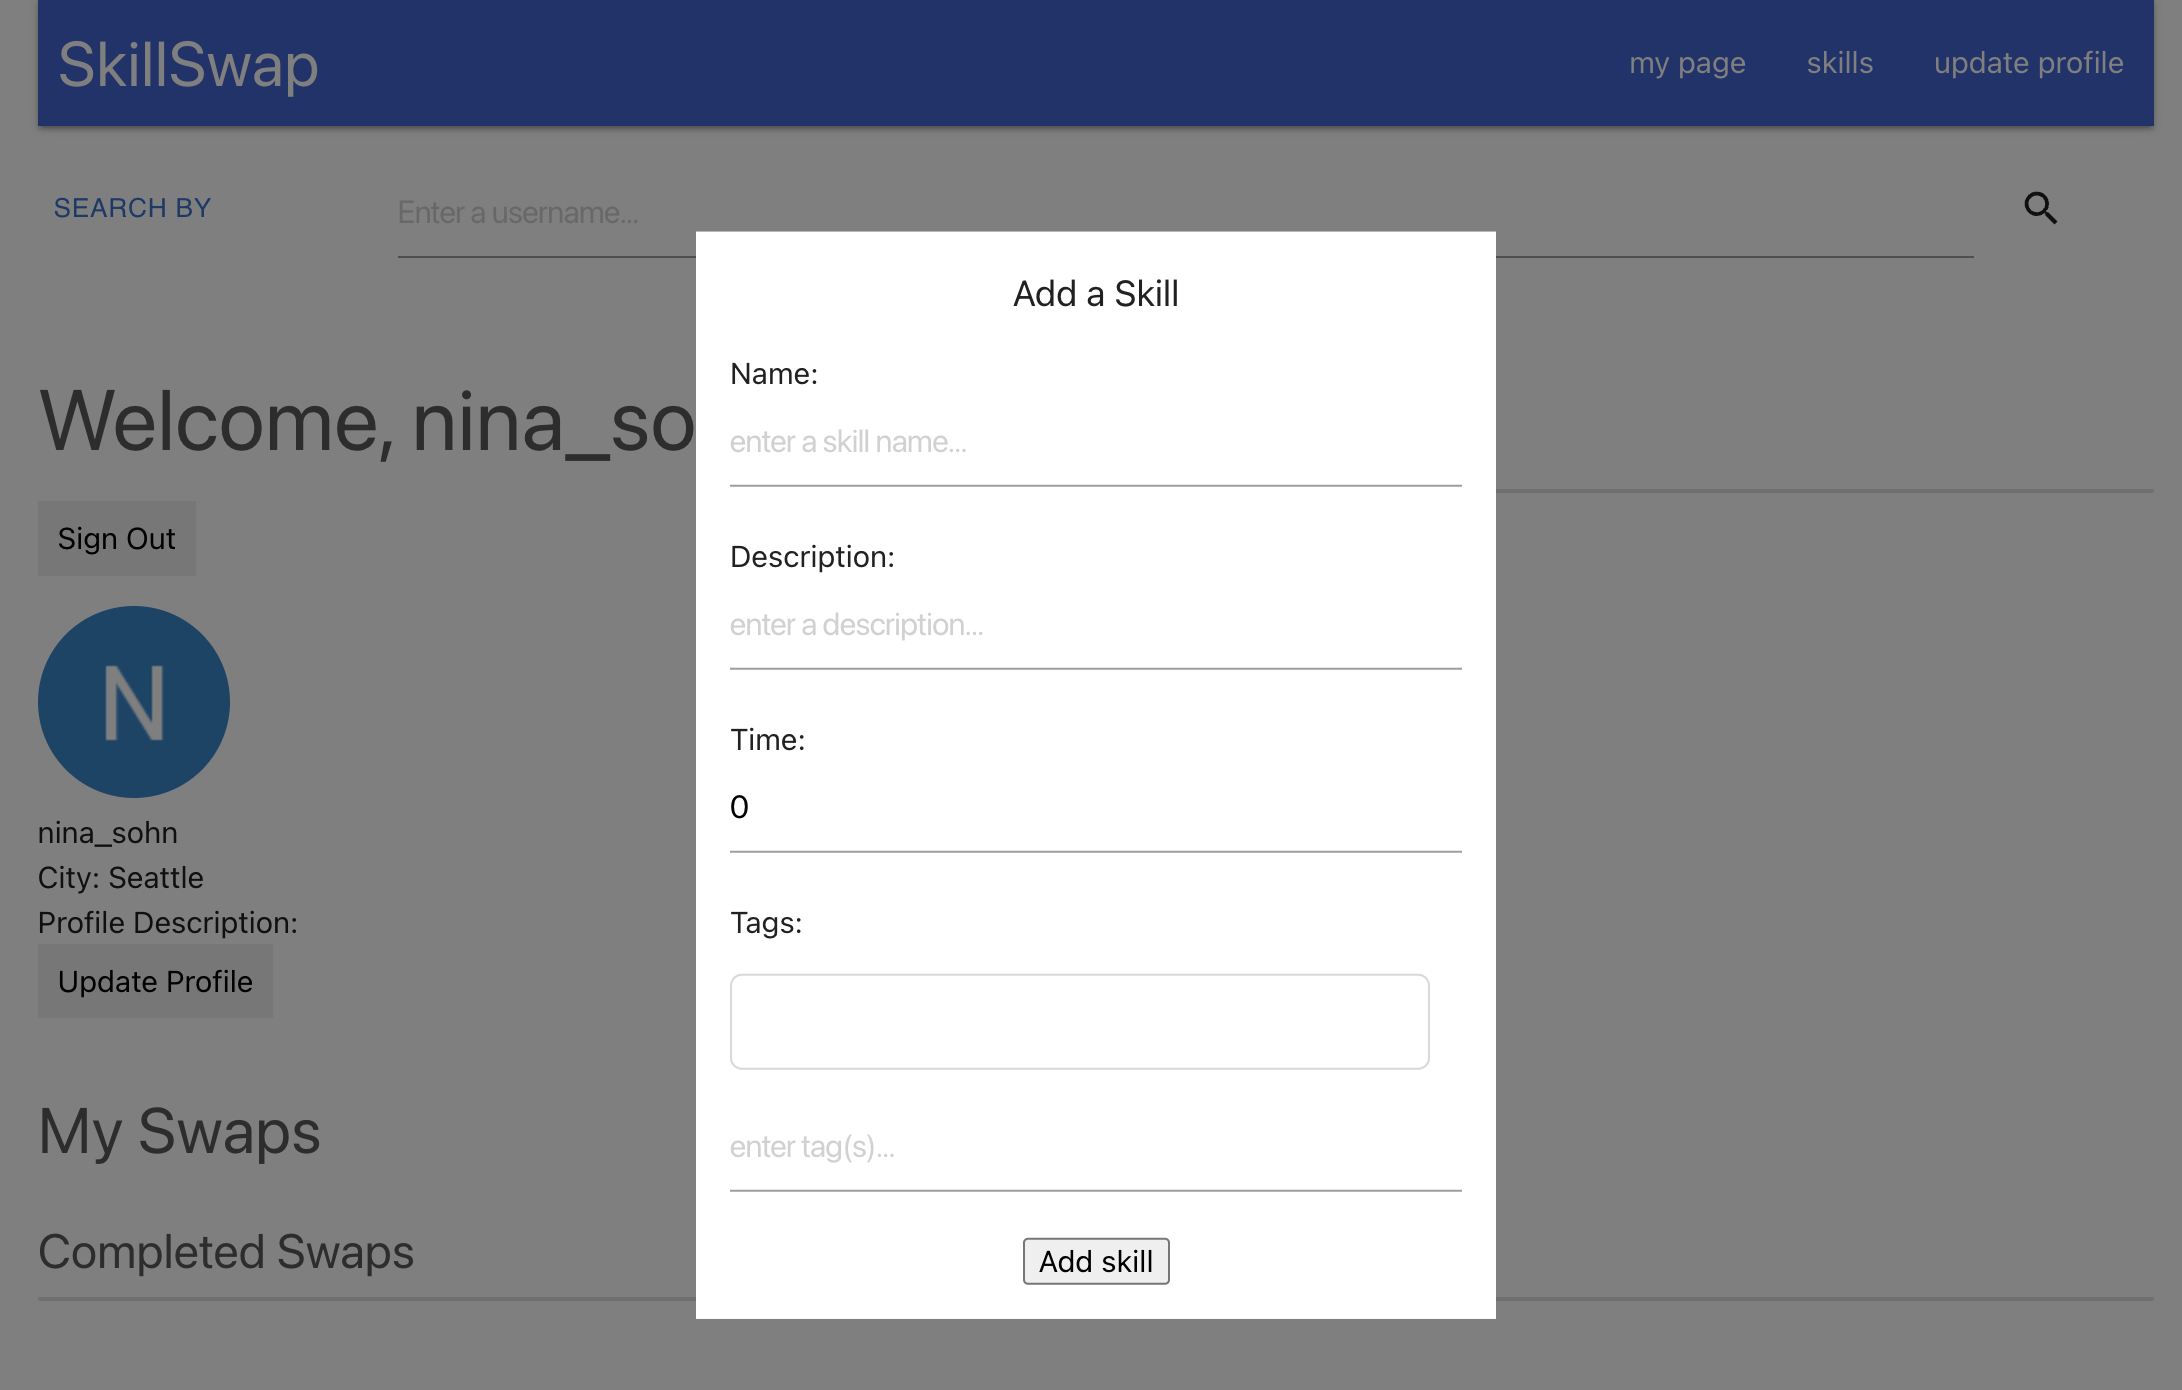 SkillSwap
my page
skills
update profile
SEARCH BY
Enter a username...
Welcome, nina_so
Sign Out
N
nina_sohn
City: Seattle
Profile Description:
Update Profile
My Swaps
Completed Swaps
Add a Skill
Name:
enter a skill name...
Description:
enter a description...
Time:
0
Tags:
enter tag(s)...
Add skill